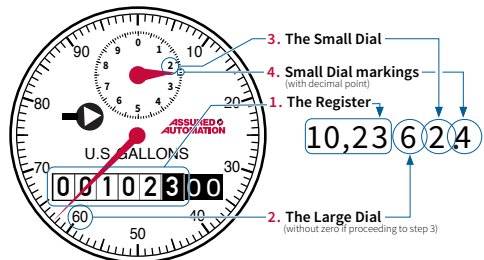 3. The Small Dial
4. Small Dial markings
(with decimal point)
1. The Register
10,23 6 2 .4
2. The Large Dial
(without zero if proceeding to step 3)
0 1 2 3 4 5 6 7 8 9
90 10
80 20
ASSURED
AUTOMATION
U.S. GALLONS
70 30
0 0 1 0 2 3 0 0
60 40
50